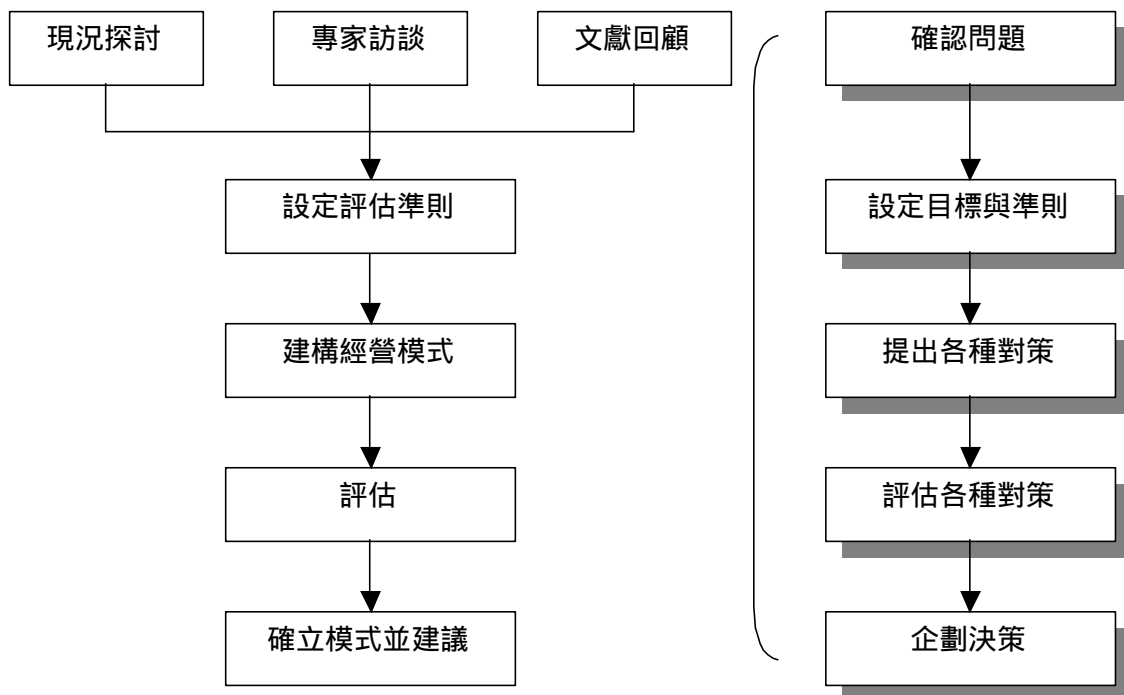 現況探討
專家訪談
文獻回顧
確認問題
設定評估準則
設定目標與準則
建構經營模式
提出各種對策
評估
評估各種對策
確立模式並建議
企劃決策